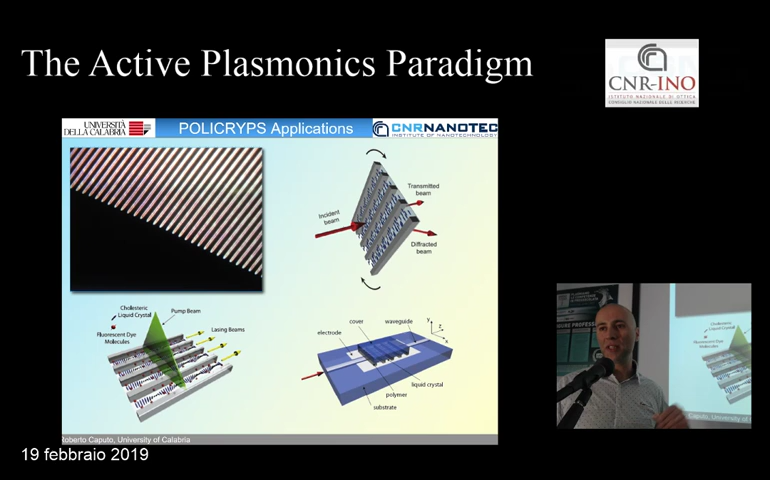 The Active Plasmonics Paradigm
CNR-INO
ISTITUTO NAZIONALE DI OTTICA
CONSIGLIO NAZIONALE DELLE RICERCHE
UNIVERSITÀ
DELLA CALABRIA
POLICRYPS Applications
CNRNANOTEC
INSTITUTE OF NANOTECHNOLOGY
Incident
beam
Transmitted
beam
Diffracted
beam
Cholesteric
Liquid Crystal
Pump Beam
Fluorescent Dye
Molecules
Lasing Beams
electrode
cover
waveguide
y
z
x
liquid crystal
polymer
substrate
Roberto Caputo, University of Calabria
19 febbraio 2019